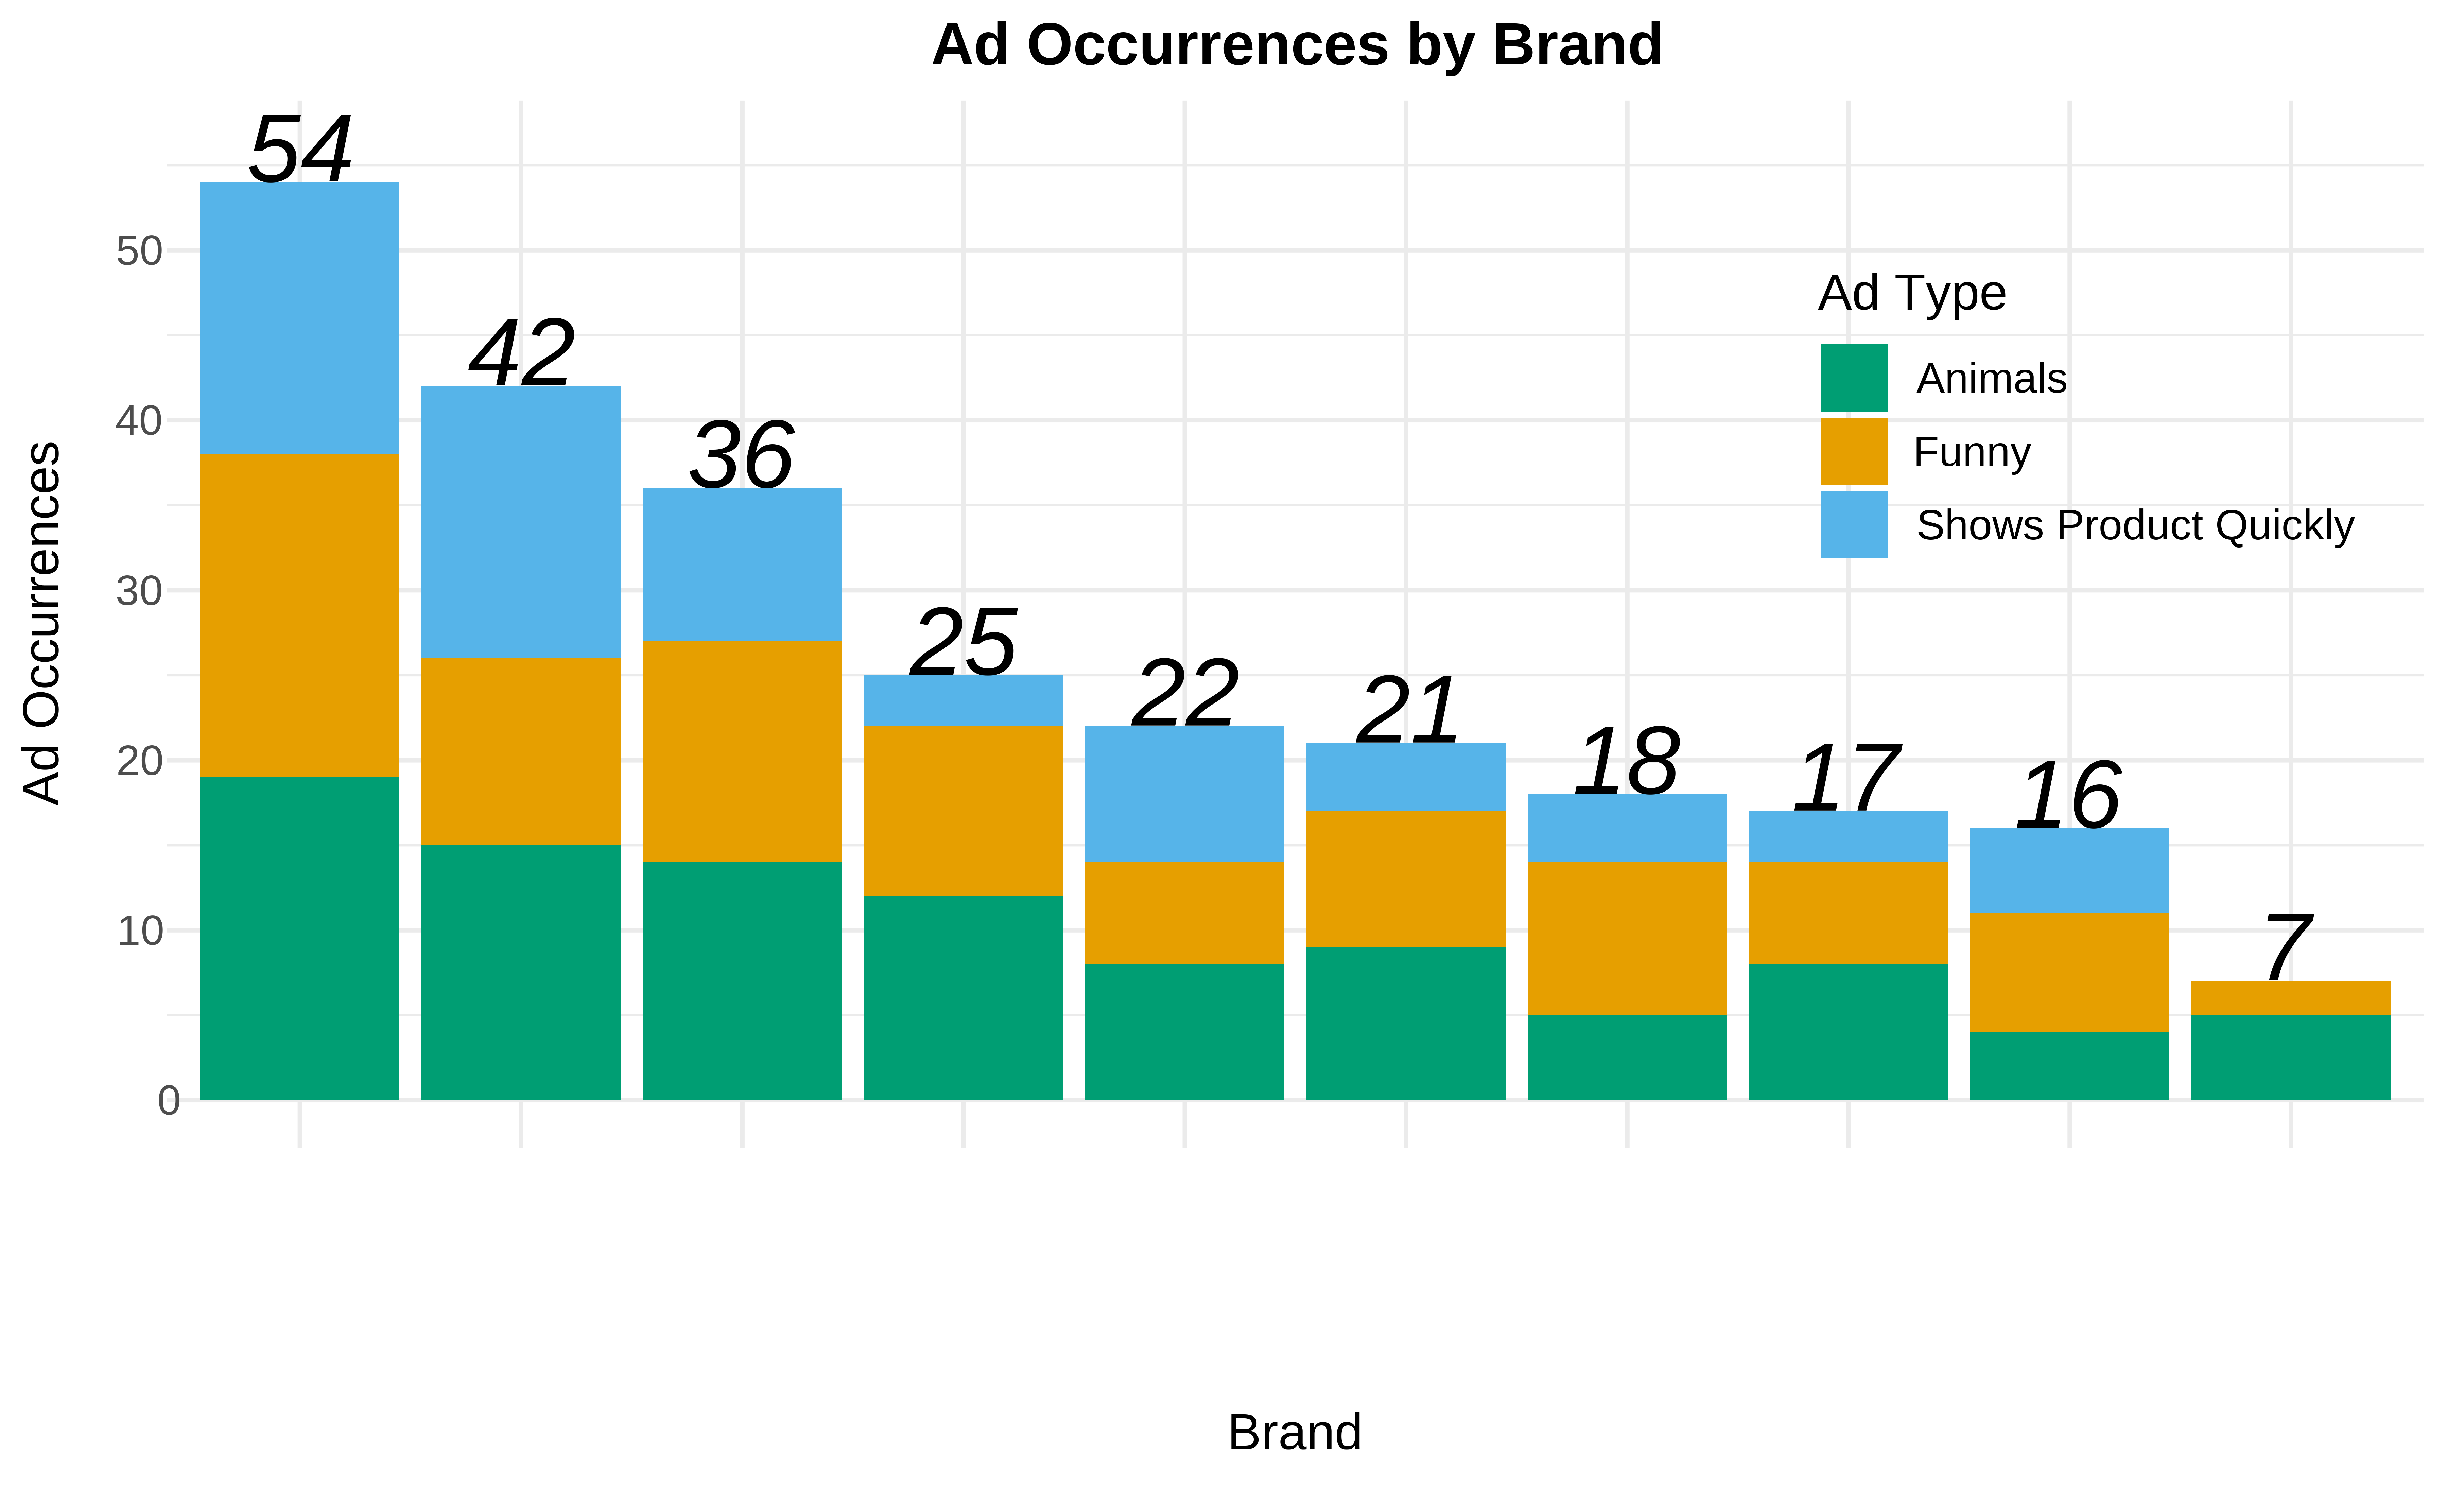 Ad Occurrences by Brand
54
42
36
25
22
21
18
17
16
7
50
40
30
20
10
0
Ad Occurrences
Ad Type
Animals
Funny
Shows Product Quickly
Brand